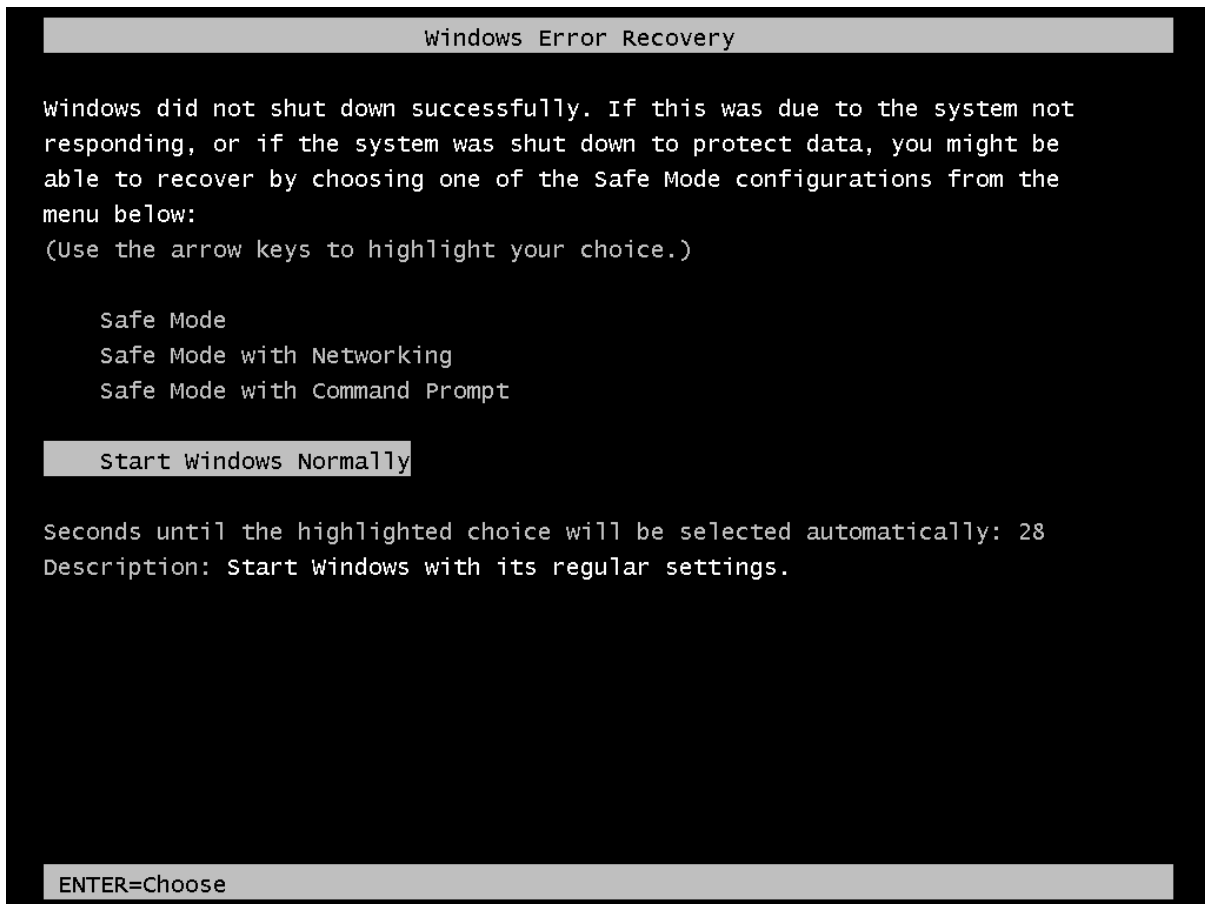 Windows Error Recovery
Windows did not shut down successfully. If this was due to the system not
responding, or if the system was shut down to protect data, you might be
able to recover by choosing one of the Safe Mode configurations from the
menu below:
(Use the arrow keys to highlight your choice.)
Safe Mode
Safe Mode with Networking
Safe Mode with Command Prompt
Start Windows Normally
Seconds until the highlighted choice will be selected automatically: 28
Description: Start Windows with its regular settings.
ENTER=Choose